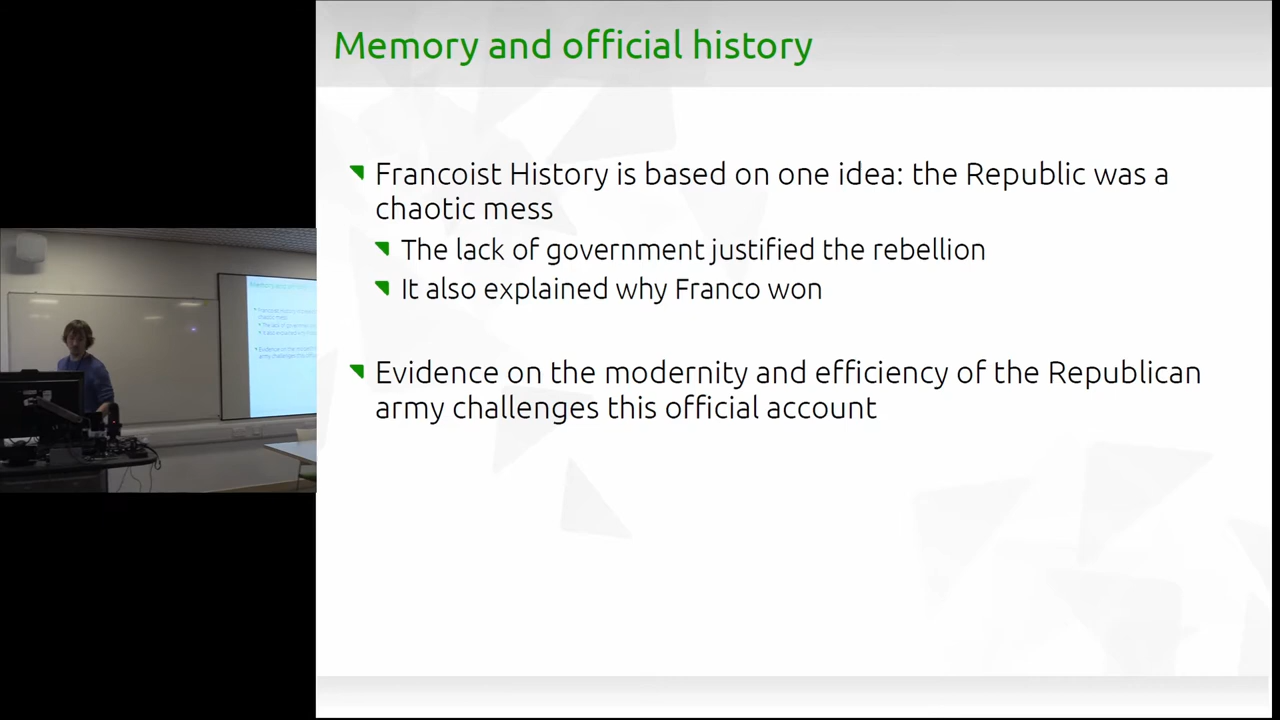 Memory and official history
Francoist History is based on one idea: the Republic was a
chaotic mess
The lack of government justified the rebellion
It also explained why Franco won
Evidence on the modernity and efficiency of the Republican
army challenges this official account